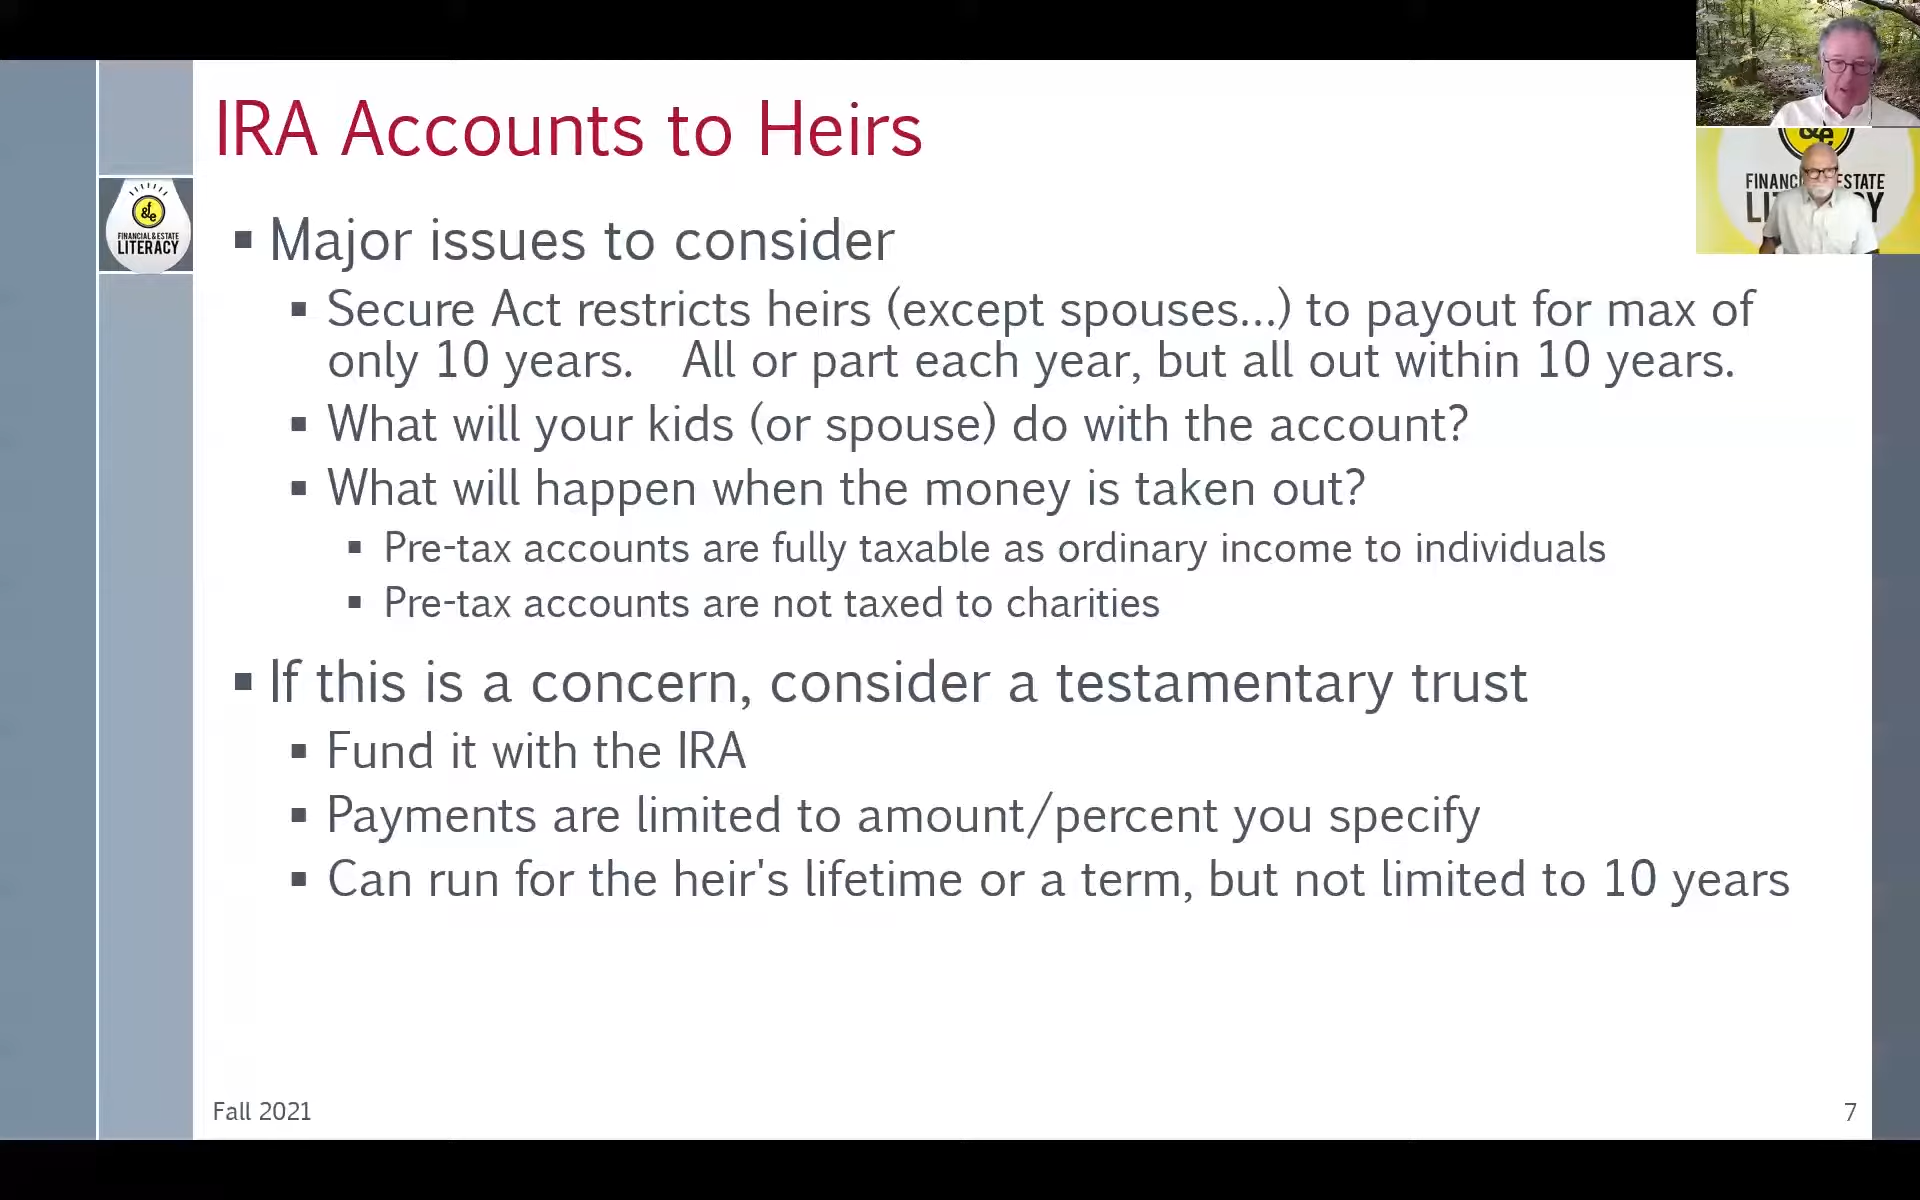 IRA Accounts to Heirs
Major issues to consider
Secure Act restricts heirs (except spouses...) to payout for max of
only 10 years. All or part each year, but all out within 10 years.
What will your kids (or spouse) do with the account?
What will happen when the money is taken out?
Pre-tax accounts are fully taxable as ordinary income to individuals
Pre-tax accounts are not taxed to charities
If this is a concern, consider a testamentary trust
Fund it with the IRA
Payments are limited to amount/percent you specify
Can run for the heir's lifetime or a term, but not limited to 10 years
Fall 2021
7
f&e
FINANCIAL & ESTATE
LITERACY
&e